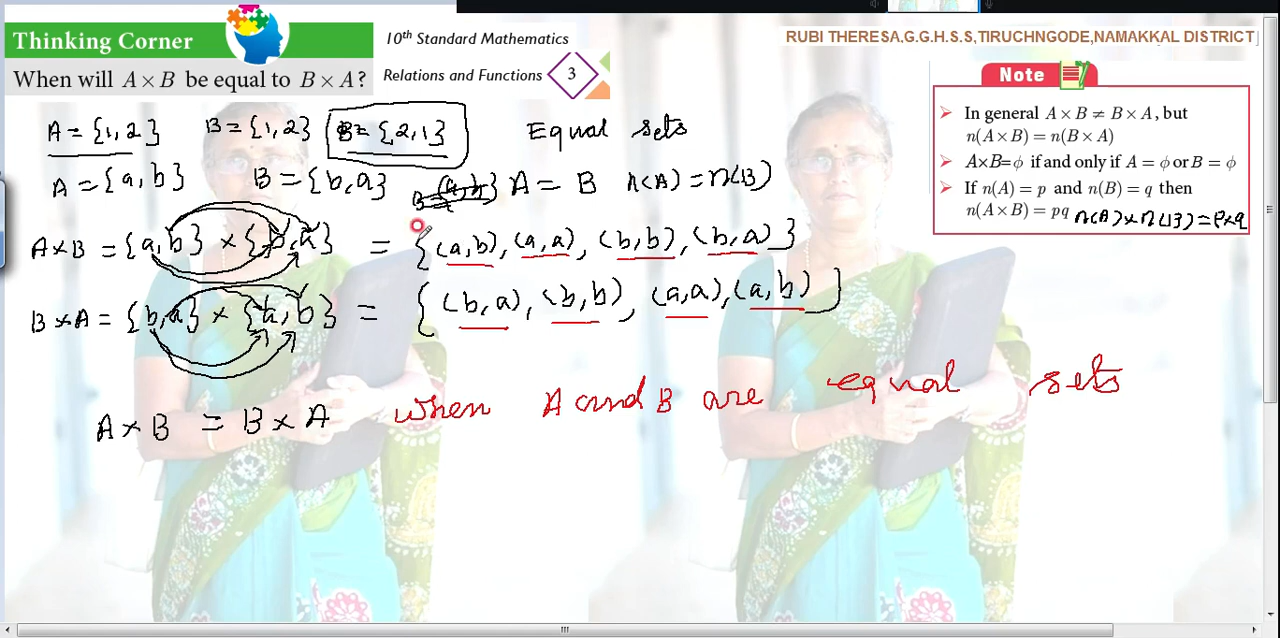 Thinking Corner
When will A × B be equal to B × A?
10th Standard Mathematics
Relations and Functions 3
RUBI THERESA,G.G.H.S.S,TIRUCHNGODE,NAMAKKAL DISTRICT
Note
In general A × B ≠ B × A, but
n(A × B) = n(B × A)
A×B=ϕ if and only if A = ϕ or B = ϕ
If n(A) = p and n(B) = q then
n(A × B) = pq n(A) × n(B) = p×q
A = {1,2} B = {1,2} B = {2,1} Equal sets
A = {a,b} B = {b,a} A = B n(A) = n(B)
A×B = {a,b} × {b,a} = {(a,b), (a,a), (b,b), (b,a)}
B×A = {b,a} × {a,b} = {(b,a), (b,b), (a,a), (a,b)}
A × B = B × A when A and B are equal sets